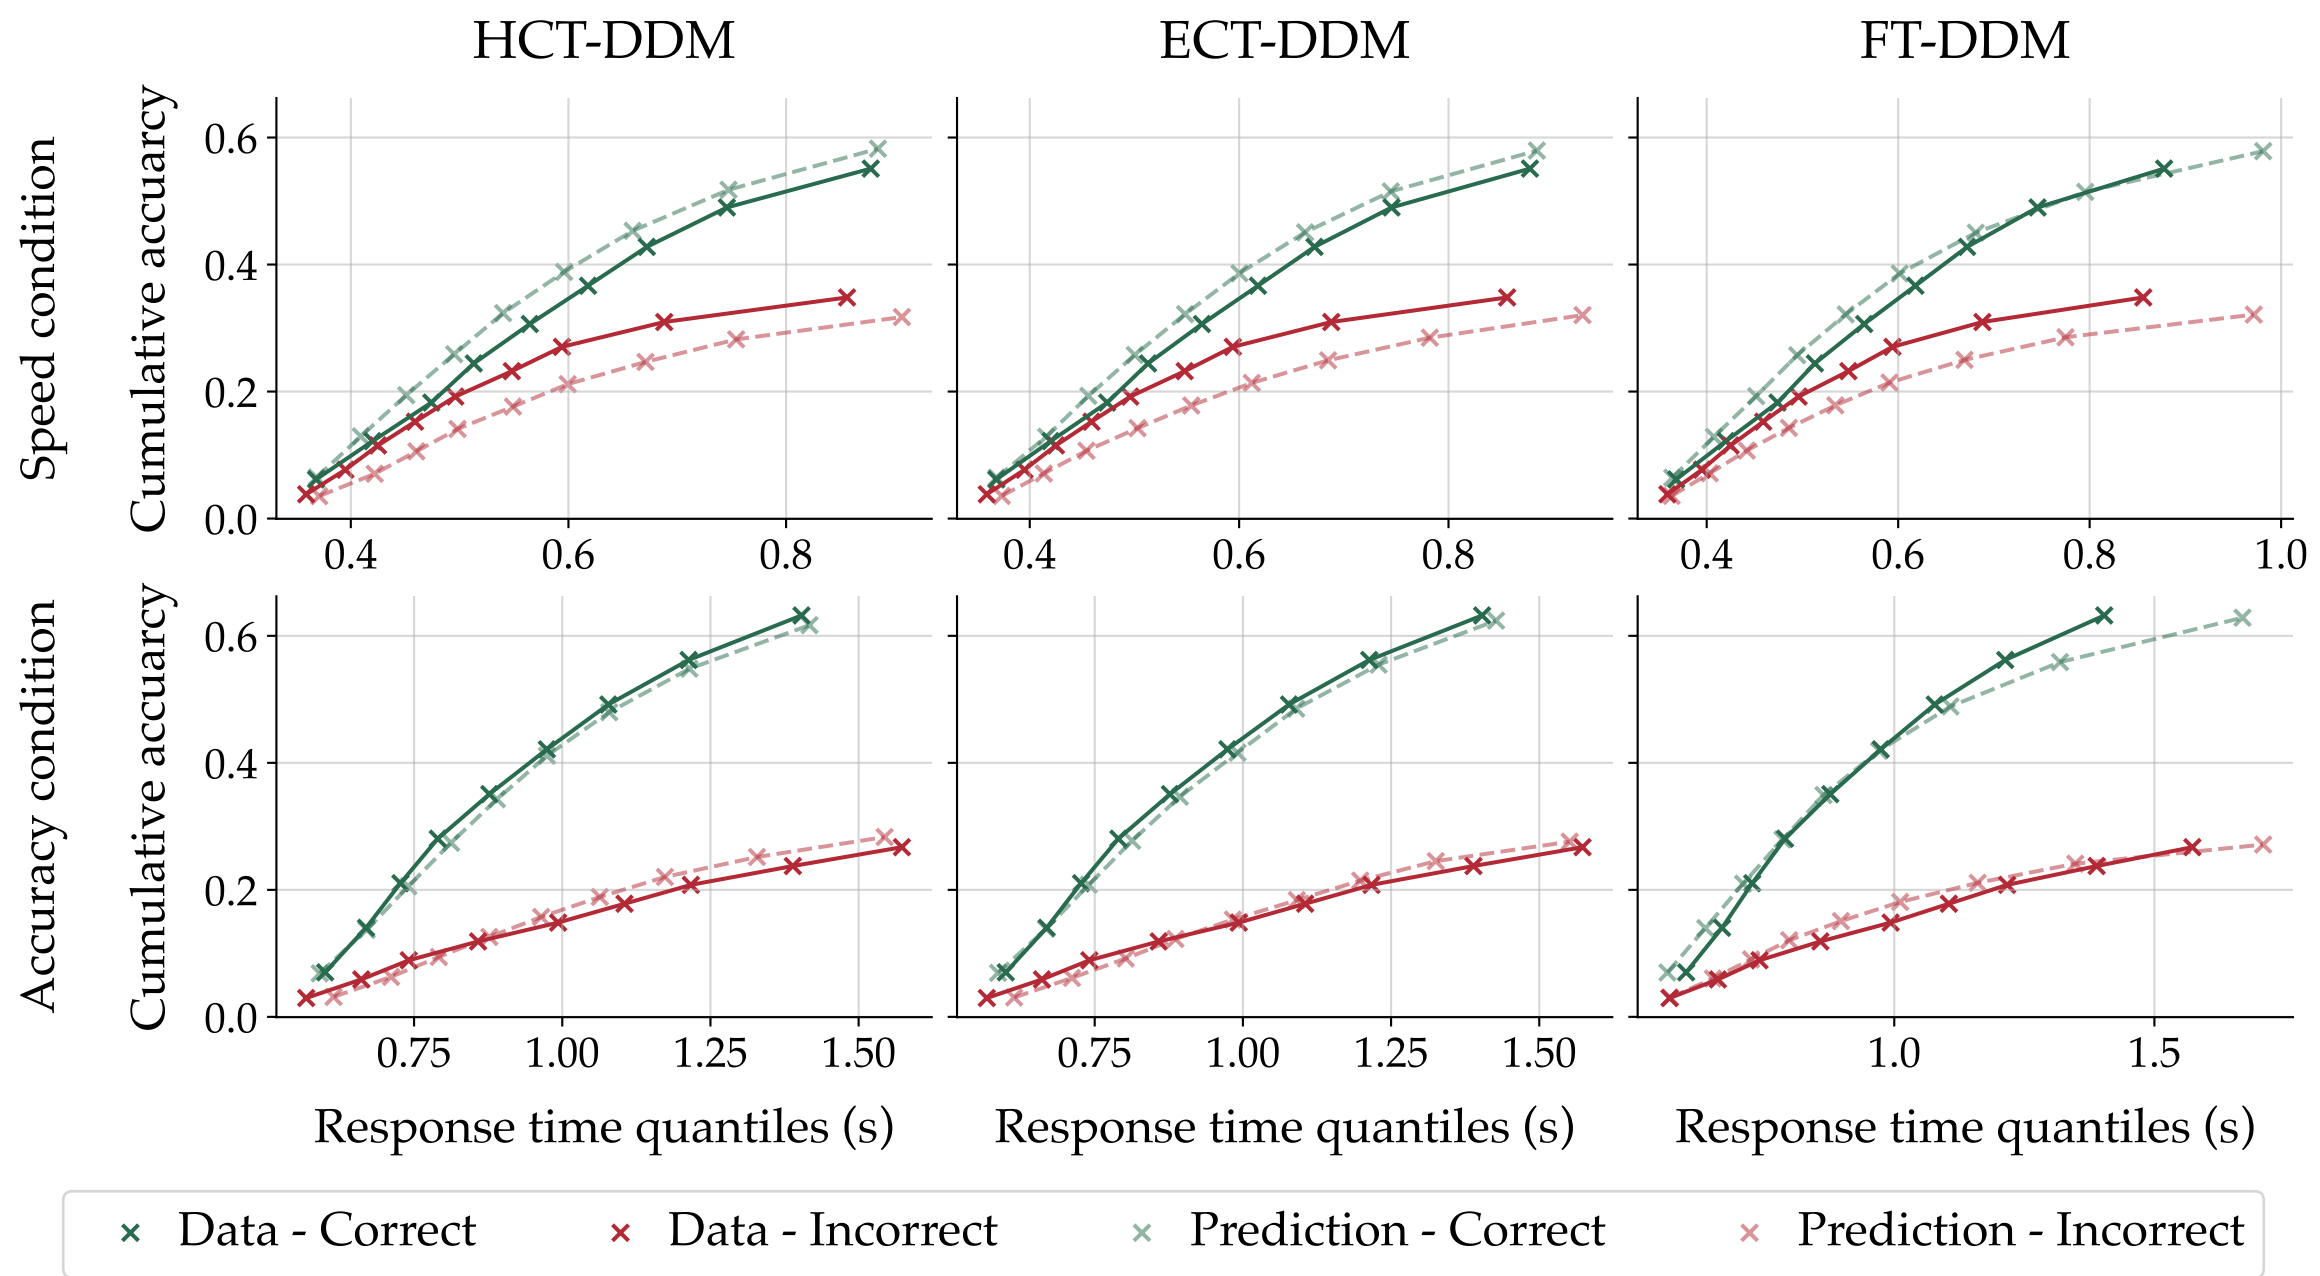 HCT-DDM
ECT-DDM
FT-DDM
Speed condition
Cumulative accuarcy
0.6
0.4
0.2
0.0
0.4 0.6 0.8
0.4 0.6 0.8
0.4 0.6 0.8 1.0
Accuracy condition
Cumulative accuarcy
0.6
0.4
0.2
0.0
0.75 1.00 1.25 1.50
0.75 1.00 1.25 1.50
1.0 1.5
Response time quantiles (s)
Response time quantiles (s)
Response time quantiles (s)
Data - Correct
Data - Incorrect
Prediction - Correct
Prediction - Incorrect